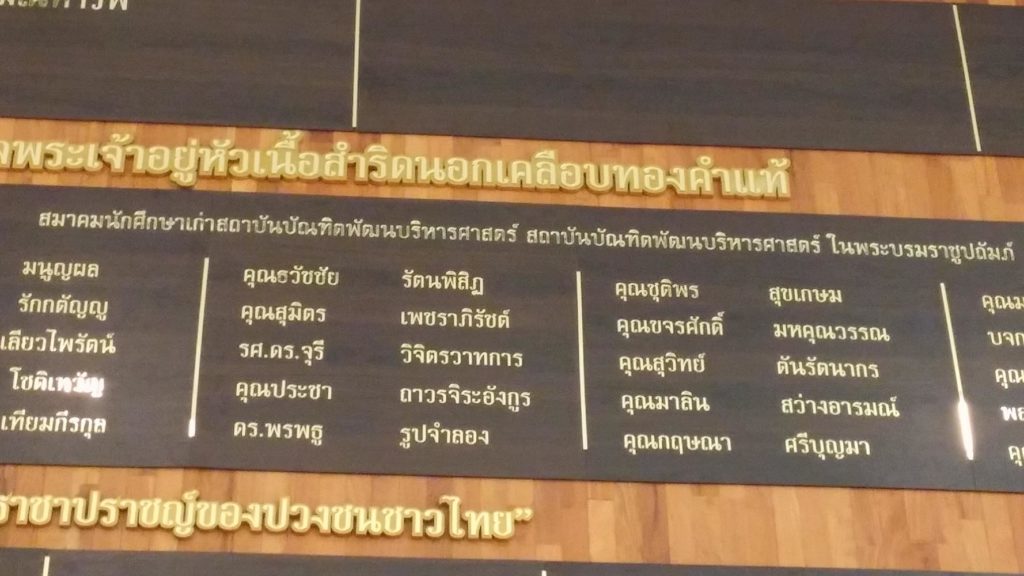 พระเจ้าอยู่หัวเนื้อสำริดนอกเคลือบทองคำแท้
สมาคมนักศึกษาเก่าสถาบันบัณฑิตพัฒนบริหารศาสตร์ สถาบันบัณฑิตพัฒนบริหารศาสตร์ ในพระบรมราชูปถัมภ์
มนูญผล
รักกตัญญู
เลียวไพรัตน์
โชติเหรัญ
เทียมกีรกุล
คุณธวัชชัย รัตนพิสิฏ
คุณสุมิตร เพชราภิรัชต์
รศ.ดร.จุรี วิจิตรวาทการ
คุณประชา ถาวรจิระอังกูร
ดร.พรพธู รูปจำลอง
คุณชุติพร สุขเกษม
คุณขจรศักดิ์ มหคุณวรรณ
คุณสุวิทย์ ตันรัตนากร
คุณมาลิน สว่างอารมณ์
คุณกฤษณา ศรีบุญมา
ราชาปราชญ์ของปวงชนชาวไทย”